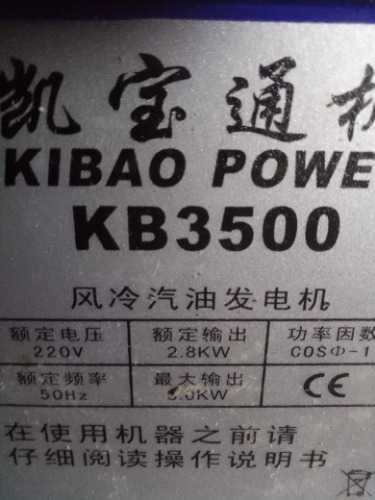 凯宝通机
KIBAO POWE
KB3500
风冷汽油发电机
额定电压 额定输出 功率因数
220V 2.8KW COSΦ-1
额定频率 最大输出 CE
50Hz 3.0KW
在使用机器之前请
仔细阅读操作说明书